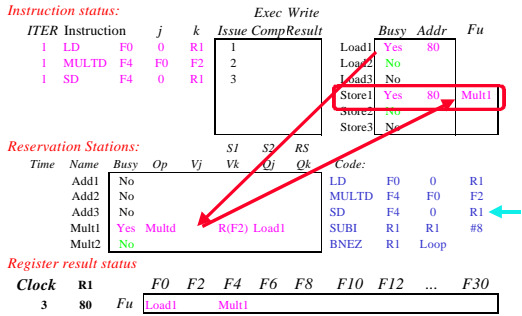 Instruction status: Exec Write
ITER Instruction j k Issue CompResult Busy Addr Fu
1 LD F0 0 R1 1 Load1 Yes 80
1 MULTD F4 F0 F2 2 Load2 No
1 SD F4 0 R1 3 Load3 No
Store1 Yes 80 Mult1
Store2 No
Store3 No
Reservation Stations: S1 S2 RS
Time Name Busy Op Vj Vk Qj Qk Code:
Add1 No LD F0 0 R1
Add2 No MULTD F4 F0 F2
Add3 No SD F4 0 R1
Mult1 Yes Multd R(F2) Load1 SUBI R1 R1 #8
Mult2 No BNEZ R1 Loop
Register result status
Clock R1 F0 F2 F4 F6 F8 F10 F12 ... F30
3 80 Fu Load1 Mult1